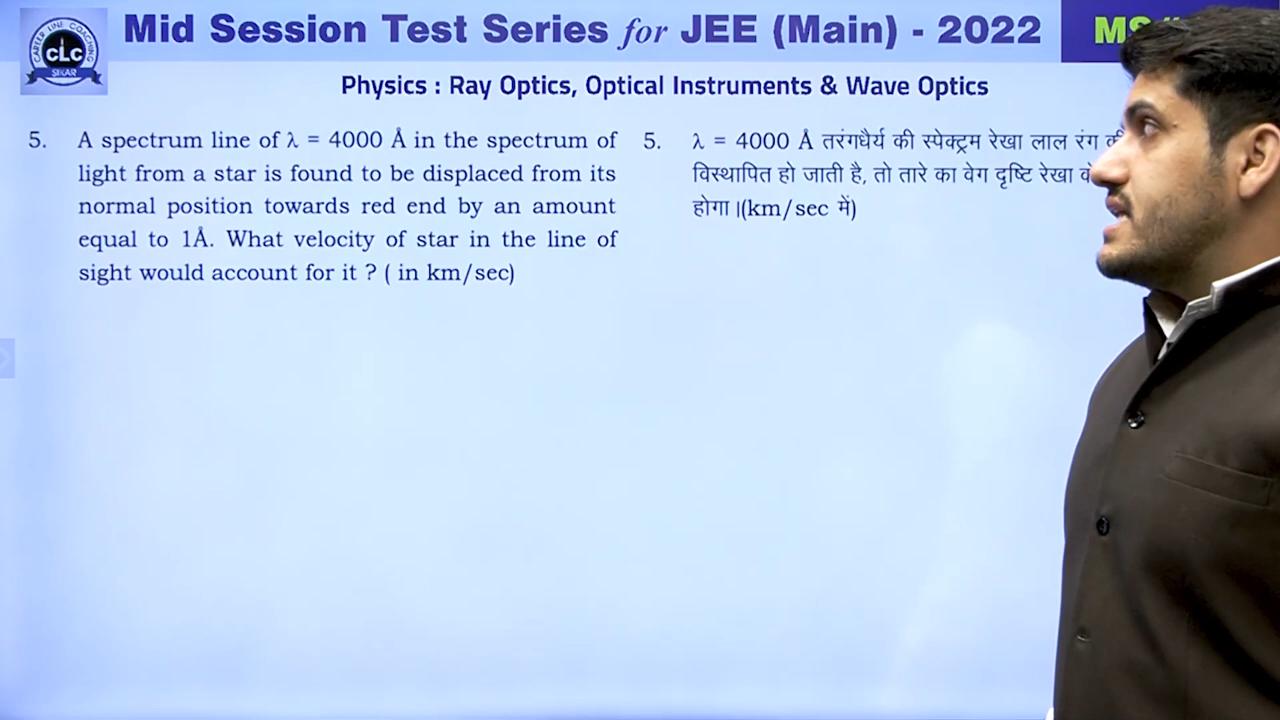 Mid Session Test Series for JEE (Main) - 2022
CAREER LINE COACHING
CLC
SIKAR
Physics : Ray Optics, Optical Instruments & Wave Optics
5. A spectrum line of λ = 4000 Å in the spectrum of
light from a star is found to be displaced from its
normal position towards red end by an amount
equal to 1Å. What velocity of star in the line of
sight would account for it ? ( in km/sec)
5. λ = 4000 Å तरंगधैर्य की स्पेक्ट्रम रेखा लाल रंग
विस्थापित हो जाती है, तो तारे का वेग दृष्टि रेखा
होगा।(km/sec में)